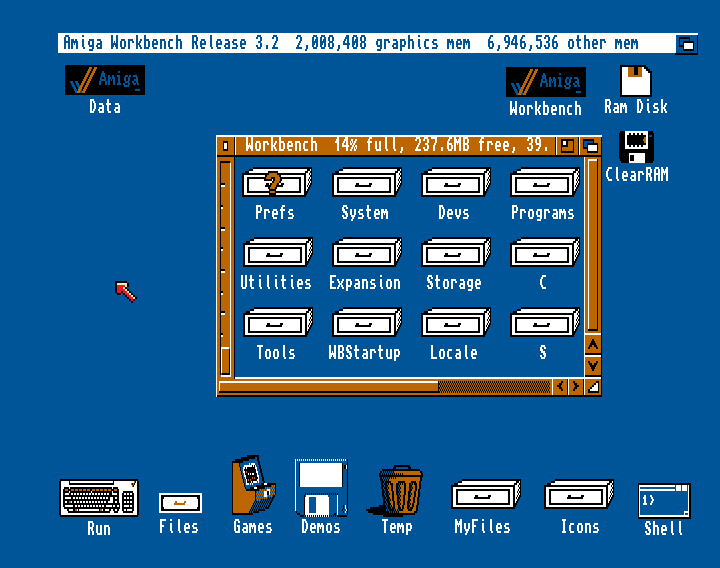 Amiga Workbench Release 3.2 2,008,408 graphics mem 6,946,536 other mem
Amiga
Data
Amiga
Workbench
Ram Disk
ClearRAM
Workbench 14% full, 237.6MB free, 39.
Prefs System Devs Programs
Utilities Expansion Storage C
Tools WBStartup Locale S
1>
Run Files Games Demos Temp MyFiles Icons Shell